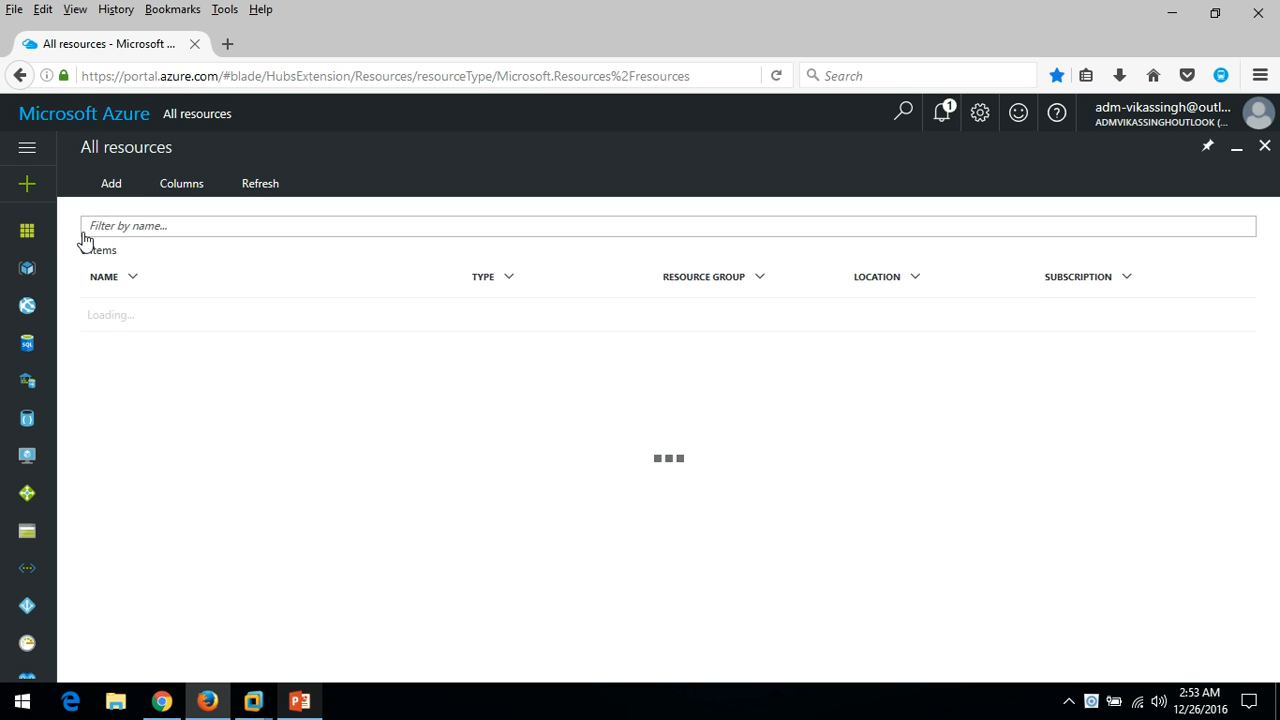 File Edit View History Bookmarks Tools Help
All resources - Microsoft ...
https://portal.azure.com/#blade/HubsExtension/Resources/resourceType/Microsoft.Resources%2Fresources
Search
Microsoft Azure All resources
1
adm-vikassingh@outl...
ADMVIKASSINGHOUTLOOK (...
All resources
Add Columns Refresh
Filter by name...
items
NAME TYPE RESOURCE GROUP LOCATION SUBSCRIPTION
Loading...
SQL
2:53 AM
12/26/2016